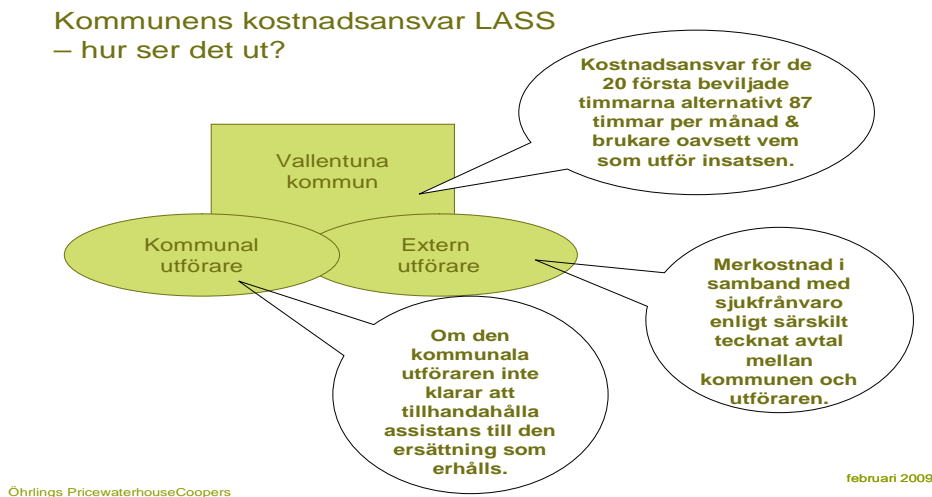 Kommunens kostnadsansvar LASS
– hur ser det ut?
Kostnadsansvar för de
20 första beviljade
timmarna alternativt 87
timmar per månad &
brukare oavsett vem
som utför insatsen.
Vallentuna
kommun
Kommunal
utförare
Extern
utförare
Merkostnad i
samband med
sjukfrånvaro
enligt särskilt
tecknat avtal
mellan
kommunen och
utföraren.
Om den
kommunala
utföraren inte
klarar att
tillhandahålla
assistans till den
ersättning som
erhålls.
Öhrlings PricewaterhouseCoopers
februari 2009